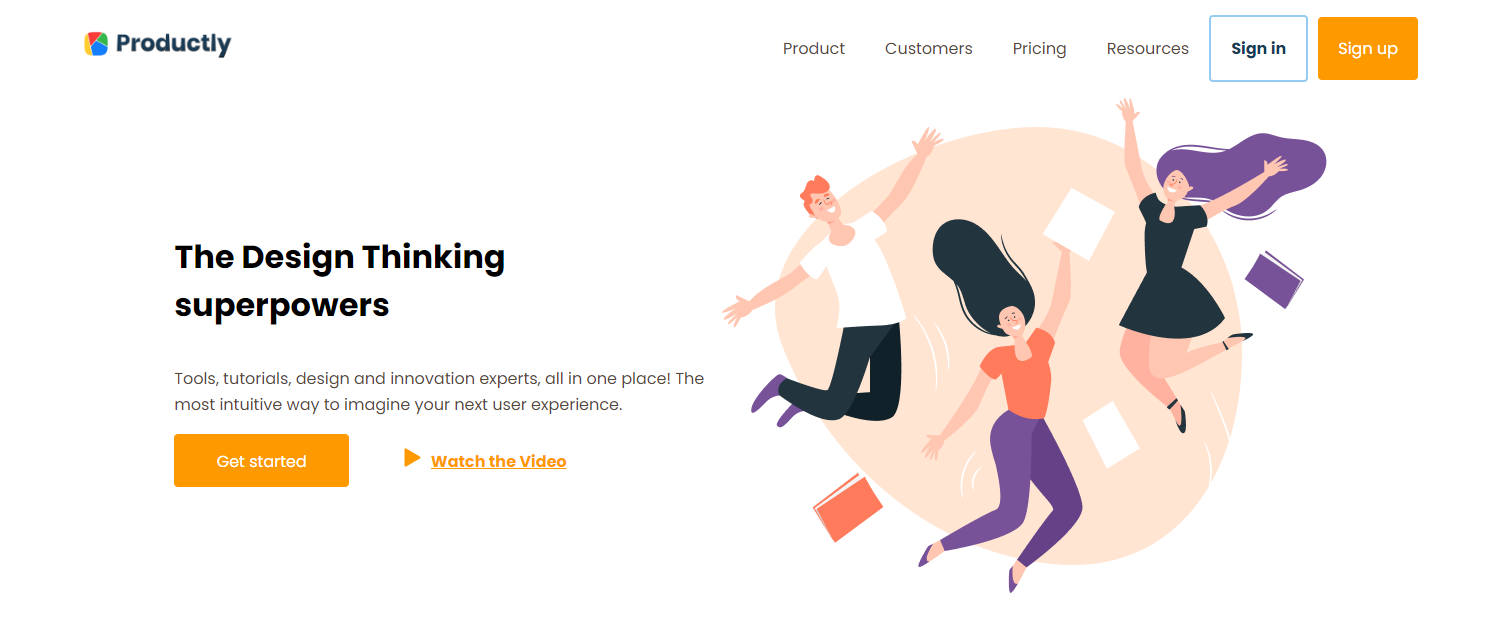 Productly
Product
Customers
Pricing
Resources
Sign in
Sign up
The Design Thinking
superpowers
Tools, tutorials, design and innovation experts, all in one place! The
most intuitive way to imagine your next user experience.
Get started
Watch the Video